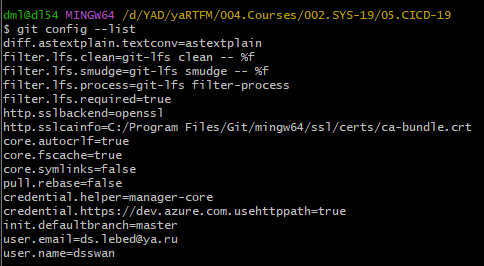 dml@dl54 MINGW64 /d/YAD/yaRTFM/004.Courses/002.SYS-19/05.CICD-19
$ git config --list
diff.astextplain.textconv=astextplain
filter.lfs.clean=git-lfs clean -- %f
filter.lfs.smudge=git-lfs smudge -- %f
filter.lfs.process=git-lfs filter-process
filter.lfs.required=true
http.sslbackend=openssl
http.sslcainfo=C:/Program Files/Git/mingw64/ssl/certs/ca-bundle.crt
core.autocrlf=true
core.fscache=true
core.symlinks=false
pull.rebase=false
credential.helper=manager-core
credential.https://dev.azure.com.usehttppath=true
init.defaultbranch=master
user.email=ds.lebed@ya.ru
user.name=dsswan